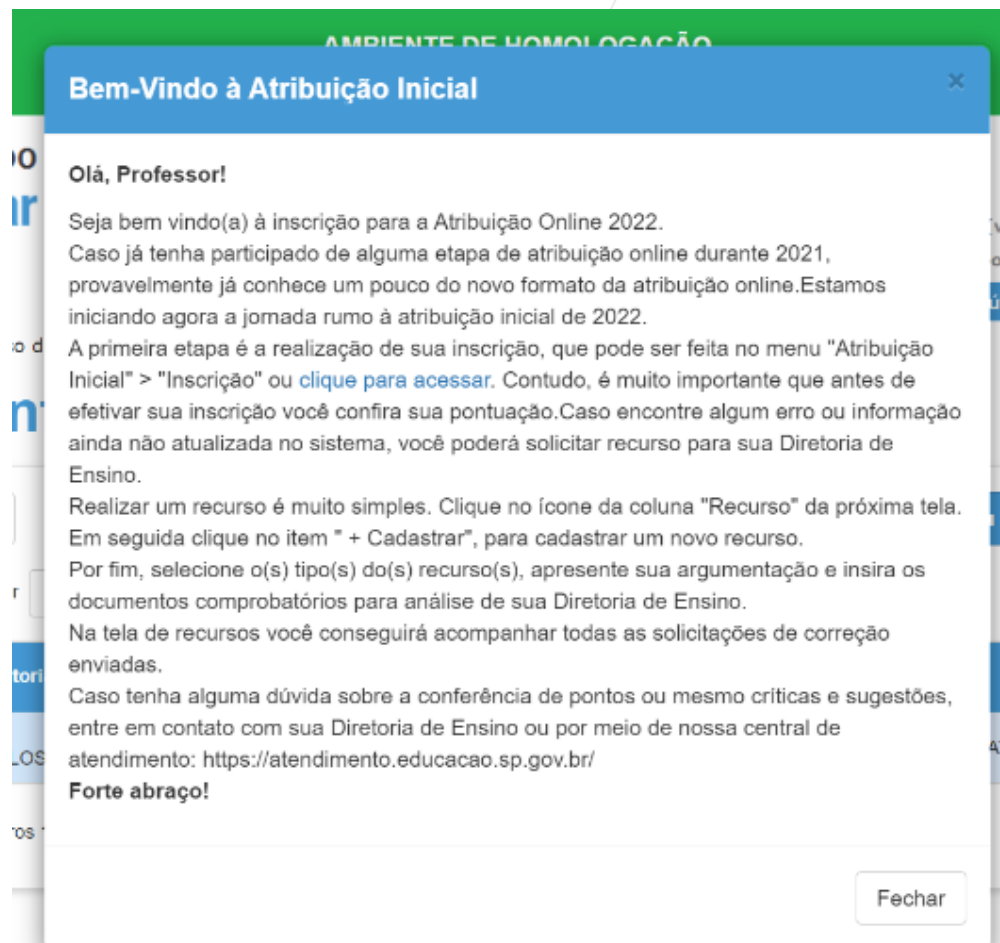 AMBIENTE DE HOMOLOGAÇÃO
Bem-Vindo à Atribuição Inicial
×
Olá, Professor!
Seja bem vindo(a) à inscrição para a Atribuição Online 2022.
Caso já tenha participado de alguma etapa de atribuição online durante 2021,
provavelmente já conhece um pouco do novo formato da atribuição online.Estamos
iniciando agora a jornada rumo à atribuição inicial de 2022.
A primeira etapa é a realização de sua inscrição, que pode ser feita no menu "Atribuição
Inicial" > "Inscrição" ou clique para acessar. Contudo, é muito importante que antes de
efetivar sua inscrição você confira sua pontuação.Caso encontre algum erro ou informação
ainda não atualizada no sistema, você poderá solicitar recurso para sua Diretoria de
Ensino.
Realizar um recurso é muito simples. Clique no ícone da coluna "Recurso" da próxima tela.
Em seguida clique no item " + Cadastrar", para cadastrar um novo recurso.
Por fim, selecione o(s) tipo(s) do(s) recurso(s), apresente sua argumentação e insira os
documentos comprobatórios para análise de sua Diretoria de Ensino.
Na tela de recursos você conseguirá acompanhar todas as solicitações de correção
enviadas.
Caso tenha alguma dúvida sobre a conferência de pontos ou mesmo críticas e sugestões,
entre em contato com sua Diretoria de Ensino ou por meio de nossa central de
atendimento: https://atendimento.educacao.sp.gov.br/
Forte abraço!
Fechar